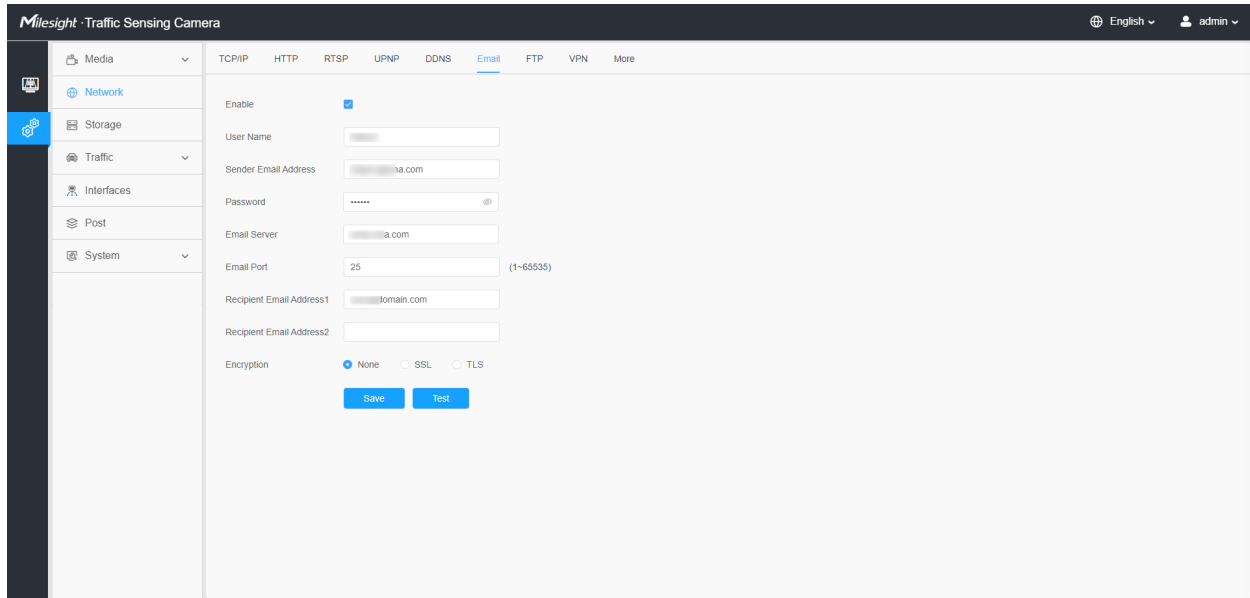 Milesight · Traffic Sensing Camera
English
admin
Media
Network
Storage
Traffic
Interfaces
Post
System
TCP/IP HTTP RTSP UPNP DDNS Email FTP VPN More
Enable
User Name
Sender Email Address a.com
Password ••••••
Email Server a.com
Email Port 25 (1~65535)
Recipient Email Address1 domain.com
Recipient Email Address2
Encryption None SSL TLS
Save Test